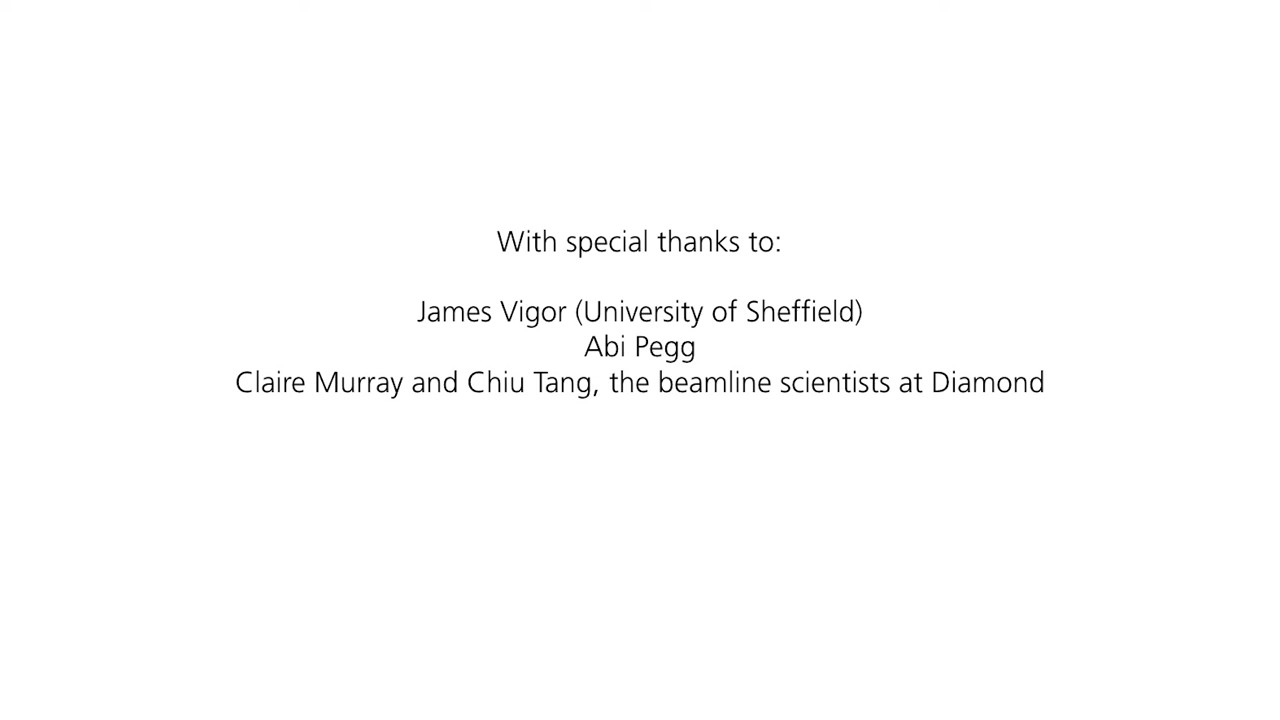 With special thanks to:
James Vigor (University of Sheffield)
Abi Pegg
Claire Murray and Chiu Tang, the beamline scientists at Diamond